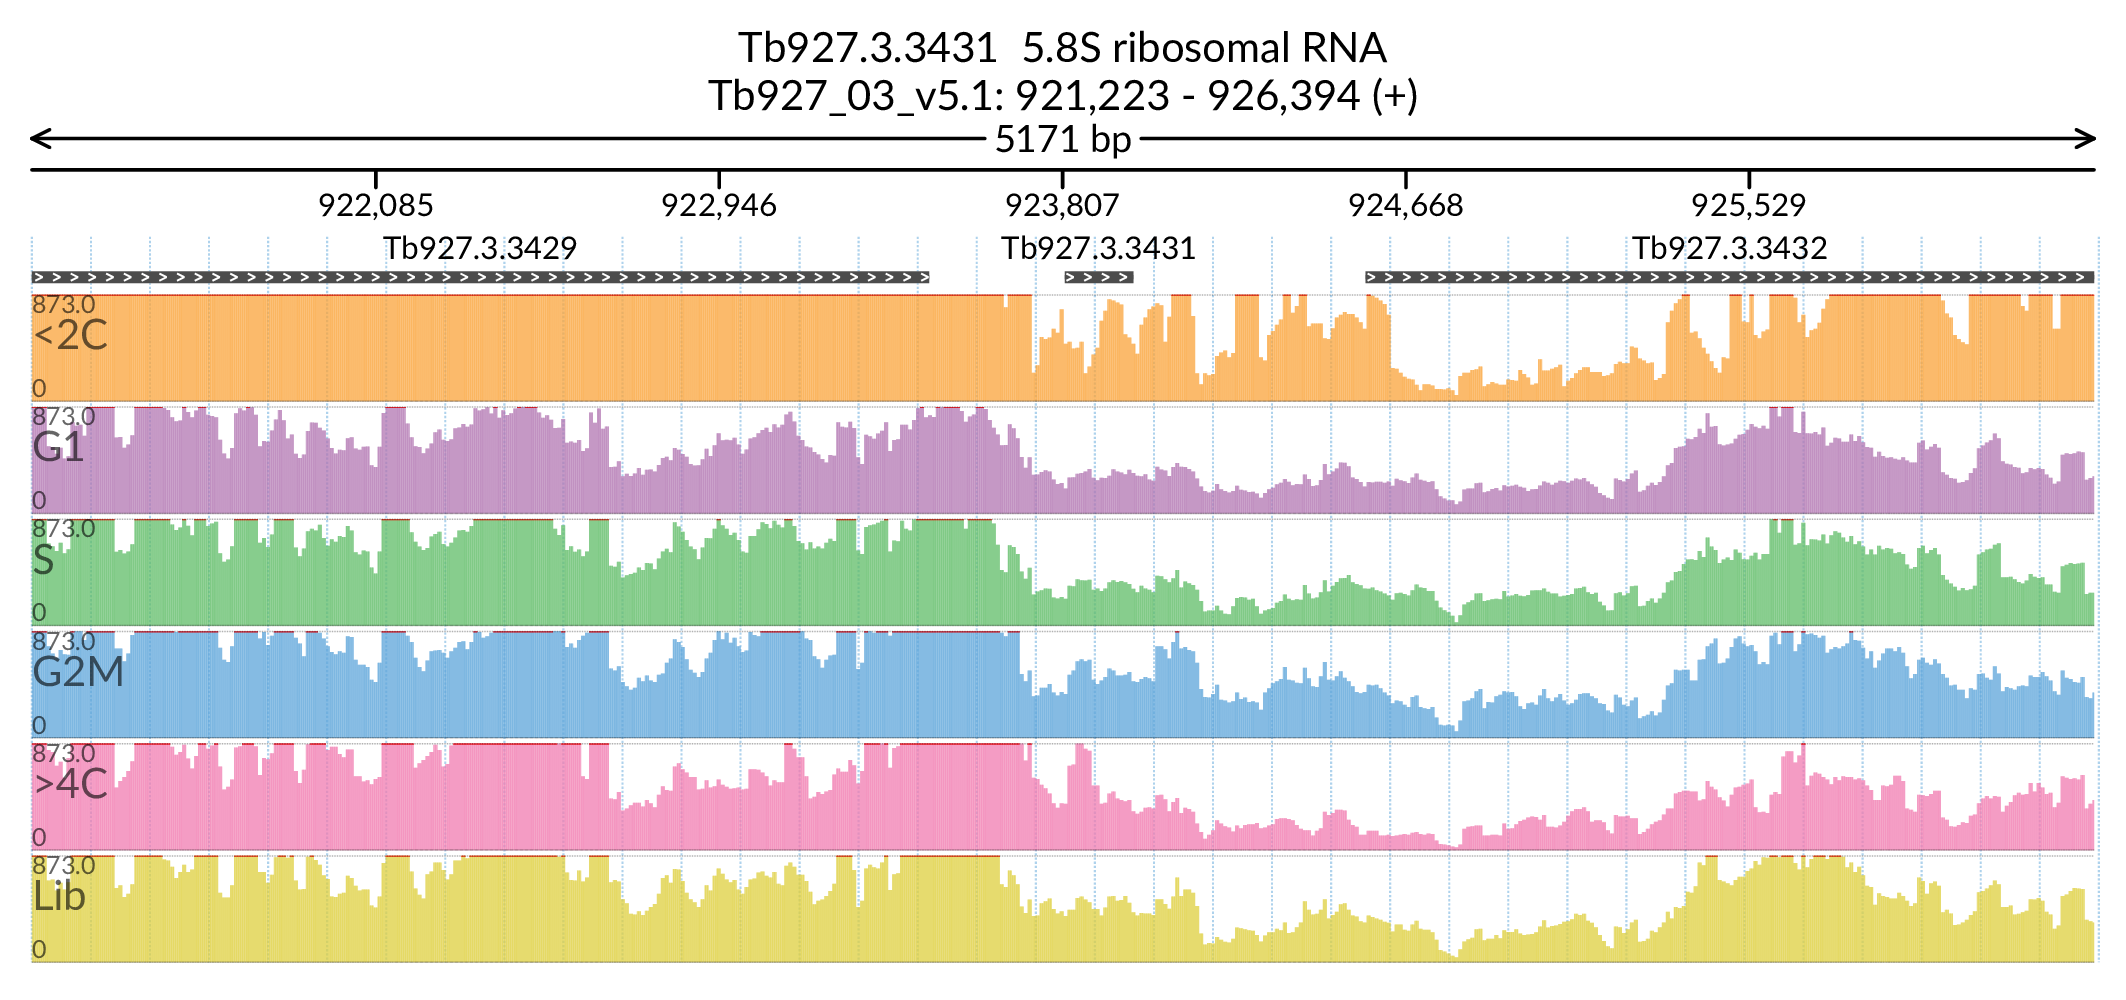 Tb927.3.3431 5.8S ribosomal RNA
Tb927_03_v5.1: 921,223 - 926,394 (+)
5171 bp
922,085 922,946 923,807 924,668 925,529
Tb927.3.3429 Tb927.3.3431 Tb927.3.3432
873.0
<2C
0
873.0
G1
0
873.0
S
0
873.0
G2M
0
873.0
>4C
0
873.0
Lib
0